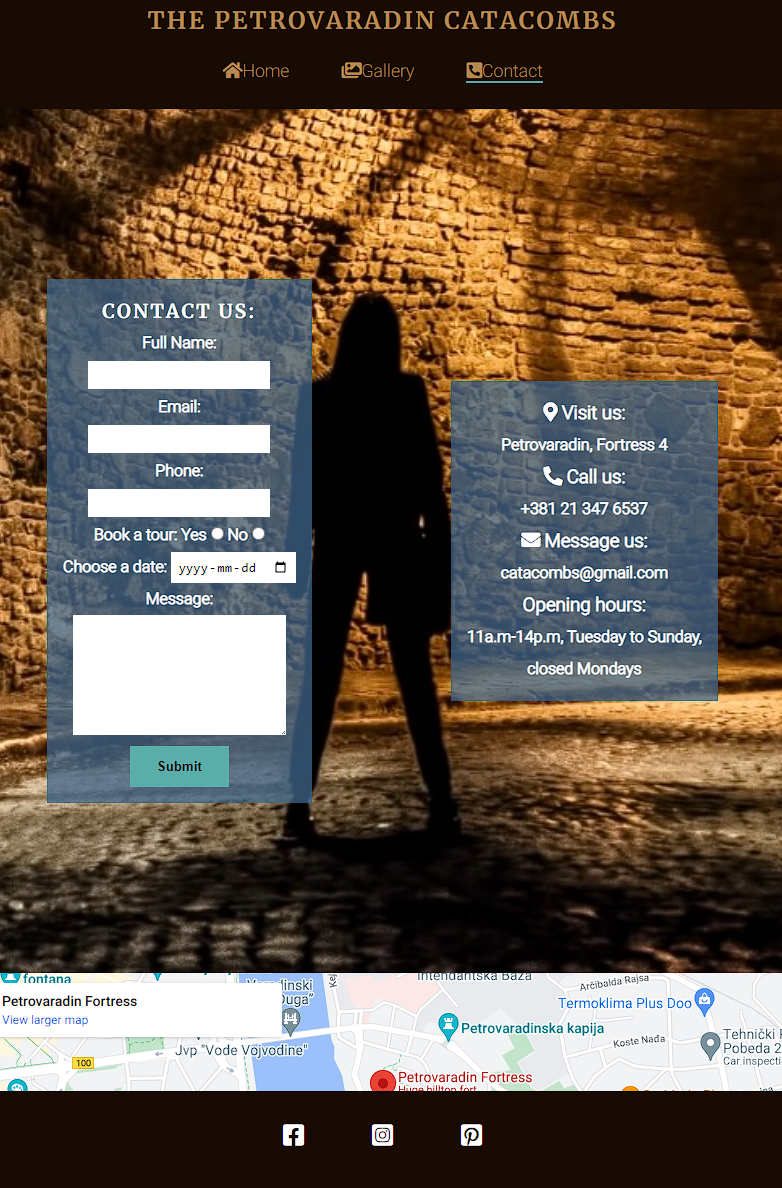 THE PETROVARADIN CATACOMBS
Home Gallery Contact
CONTACT US:
Full Name:
Email:
Phone:
Book a tour: Yes No
Choose a date: yyyy-mm-dd
Message:
Submit
Visit us:
Petrovaradin, Fortress 4
Call us:
+381 21 347 6537
Message us:
catacombs@gmail.com
Opening hours:
11a.m-14p.m, Tuesday to Sunday,
closed Mondays
fontana
Petrovaradin Fortress
View larger map
Intendantska Baza
Arčibalda Rajsa
Termoklima Plus Doo
Petrovaradinska kapija
Koste Nađa
Tehnički
Pobeda 2
Car inspecti
Jvp "Vode Vojvodine"
100
Petrovaradin Fortress
Huge hilltop fort